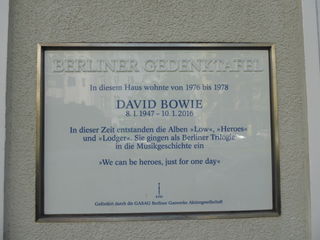 BERLINER GEDENKTAFEL
In diesem Haus wohnte von 1976 bis 1978
DAVID BOWIE
8. 1. 1947 – 10. 1. 2016
In dieser Zeit entstanden die Alben »Low«, »Heroes«
und »Lodger«. Sie gingen als Berliner Trilogie
in die Musikgeschichte ein
»We can be heroes, just for one day«
Gefördert durch die GASAG Berliner Gaswerke Aktiengesellschaft